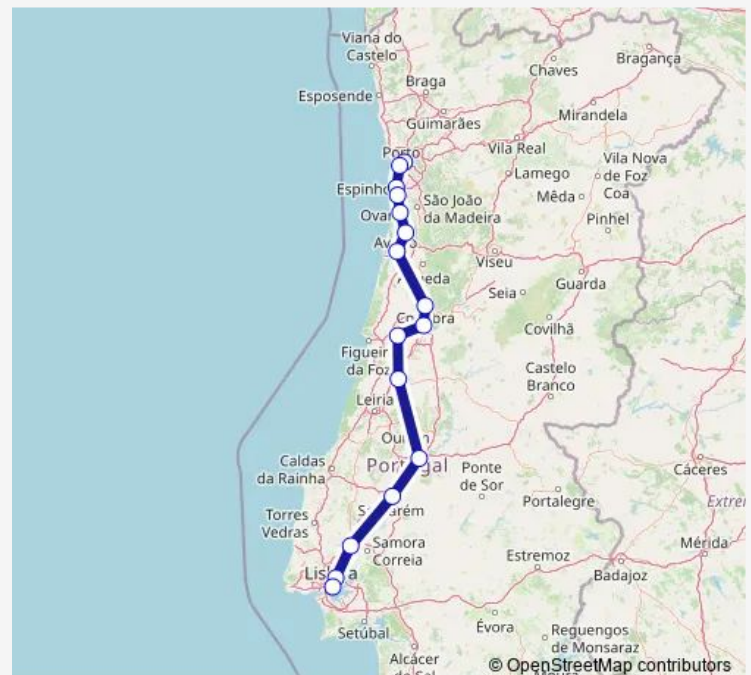 Viana do
Castelo
Bragança
Chaves
Braga
Esposende
Guimarães
Mirandela
Porto
Vila Real
Vila Nova
de Foz
Coa
Lamego
Mêda
Espinho
São João
da Madeira
Pinhel
Viseu
Guarda
Seia
Covilhã
Figueir
da Foz
Castelo
Branco
Leiria
Portugal
Caldas
da Rainha
Ponte
de Sor
Cáceres
Portalegre
Torres
Vedras
Samora
Correia
Mérida
Estremoz
Badajoz
Setúbal
Évora
Reguengos
de Monsaraz
Alcácer
© OpenStreetMap contributors